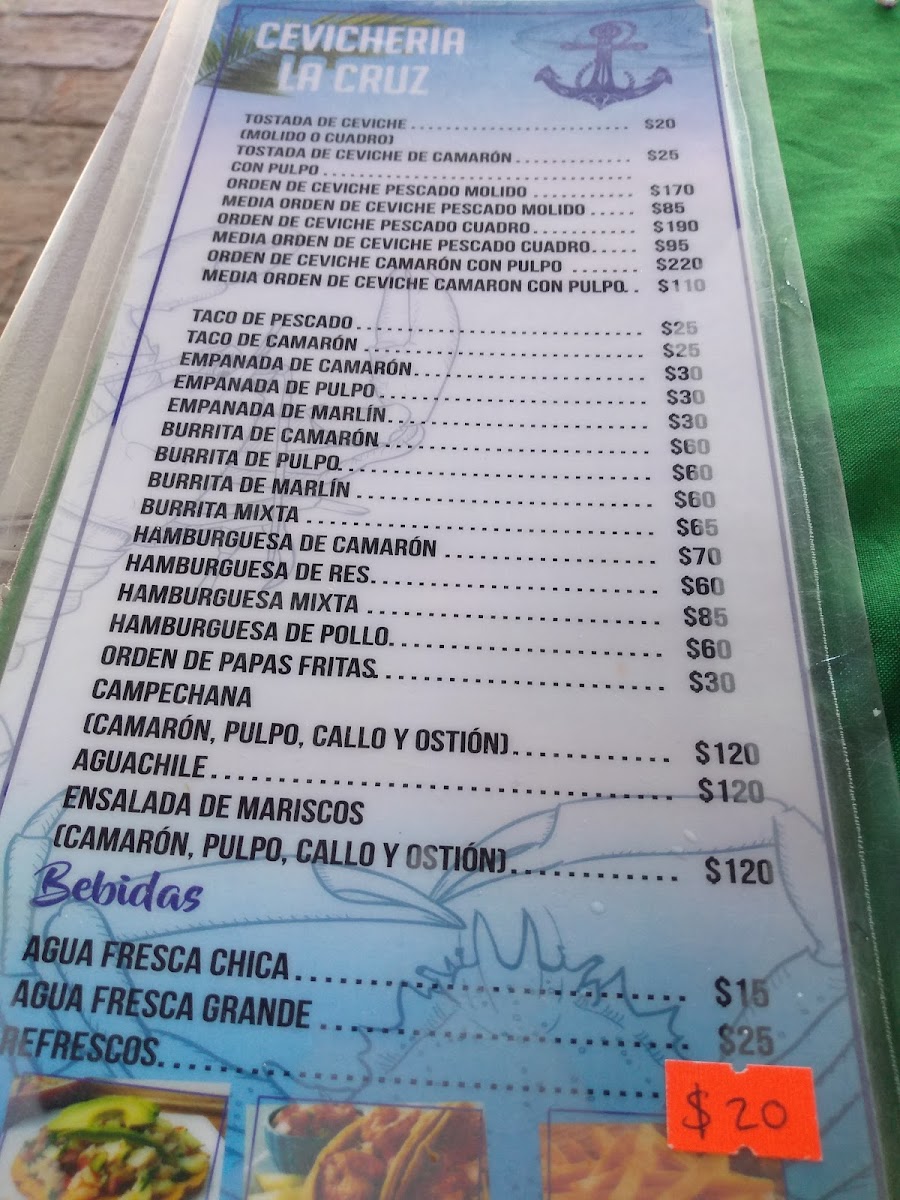 CEVICHERIA
LA CRUZ
TOSTADA DE CEVICHE ............................ $20
(MOLIDO O CUADRO)
TOSTADA DE CEVICHE DE CAMARÓN ............... $25
CON PULPO ........................................
ORDEN DE CEVICHE PESCADO MOLIDO ............. $170
MEDIA ORDEN DE CEVICHE PESCADO MOLIDO ...... $85
ORDEN DE CEVICHE PESCADO CUADRO............. $190
MEDIA ORDEN DE CEVICHE PESCADO CUADRO...... $95
ORDEN DE CEVICHE CAMARÓN CON PULPO ........ $220
MEDIA ORDEN DE CEVICHE CAMARON CON PULPO.. . $110
TACO DE PESCADO................................. $25
TACO DE CAMARÓN ................................ $25
EMPANADA DE CAMARÓN........................... $30
EMPANADA DE PULPO ............................. $30
EMPANADA DE MARLÍN............................. $30
BURRITA DE CAMARÓN............................. $60
BURRITA DE PULPO................................ $60
BURRITA DE MARLÍN .............................. $60
BURRITA MIXTA .................................. $65
HAMBURGUESA DE CAMARÓN ..................... $70
HAMBURGUESA DE RES............................ $60
HAMBURGUESA MIXTA ............................ $85
HAMBURGUESA DE POLLO......................... $60
ORDEN DE PAPAS FRITAS.......................... $30
CAMPECHANA
(CAMARÓN, PULPO, CALLO Y OSTIÓN)............. $120
AGUACHILE...................................... $120
ENSALADA DE MARISCOS
(CAMARÓN, PULPO, CALLO Y OSTIÓN)............. $120
Bebidas
AGUA FRESCA CHICA............................. $15
AGUA FRESCA GRANDE .......................... $25
REFRESCOS....................................
$20